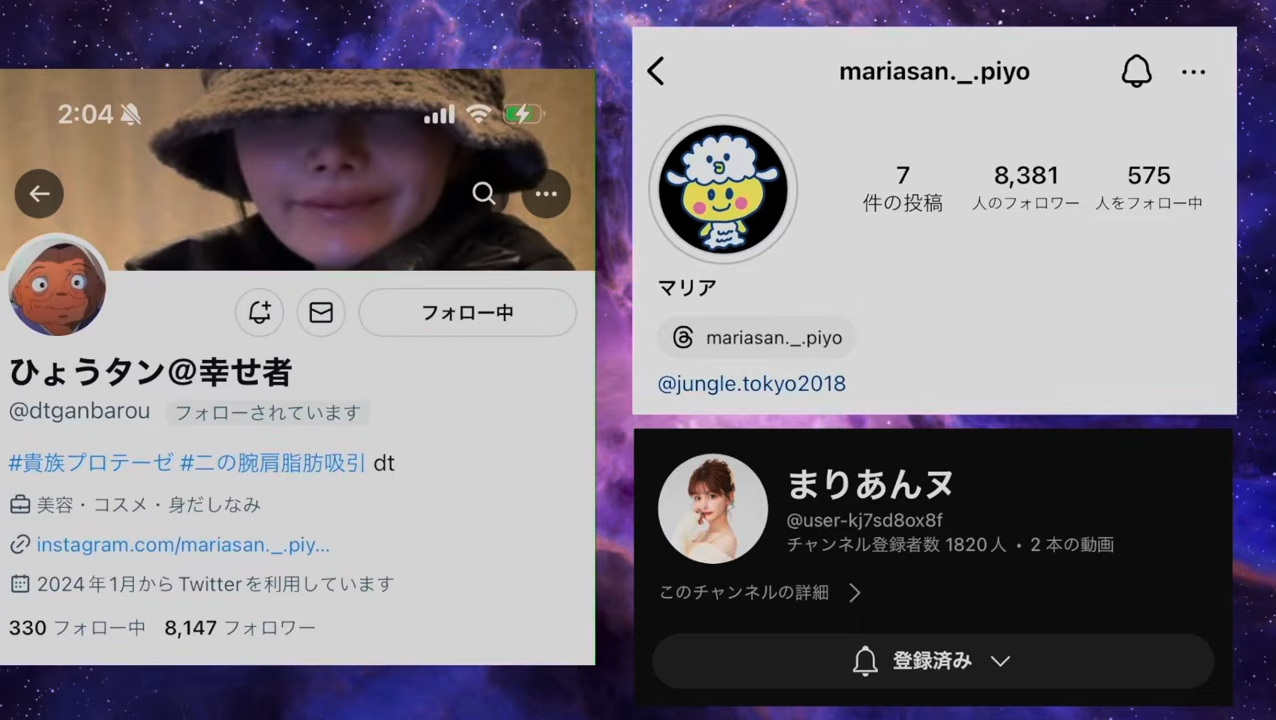 2:04
フォロー中
ひょうタン@幸せ者
@dtganbarou フォローされています
#貴族プロテーゼ #二の腕肩脂肪吸引 dt
美容・コスメ・身だしなみ
instagram.com/mariasan._.piy...
2024年1月からTwitterを利用しています
330 フォロー中 8,147 フォロワー
mariasan._.piyo
7 8,381 575
件の投稿 人のフォロワー 人をフォロー中
マリア
mariasan._.piyo
@jungle.tokyo2018
まりあんヌ
@user-kj7sd8ox8f
チャンネル登録者数 1820人・2 本の動画
このチャンネルの詳細
登録済み